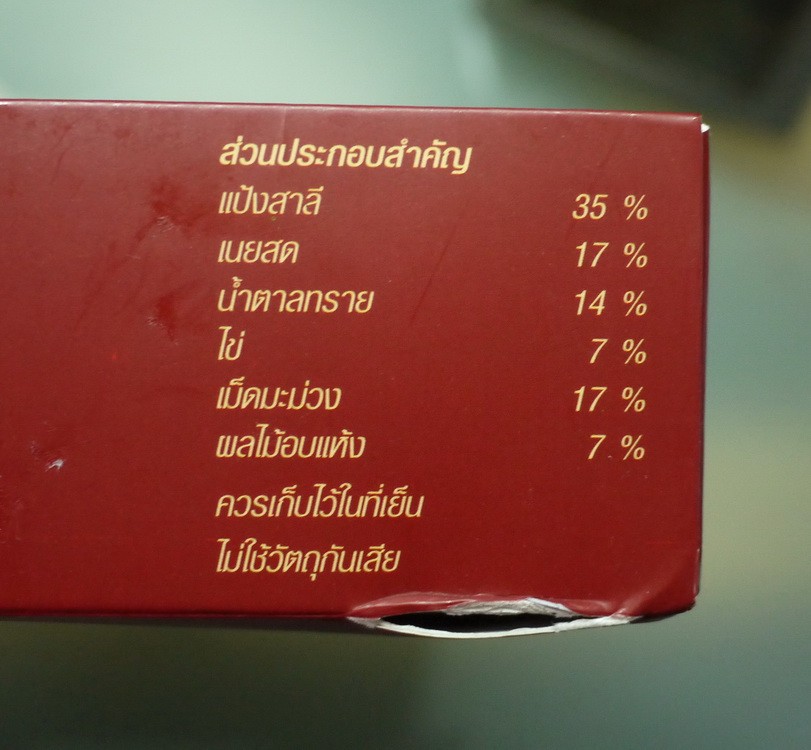 ส่วนประกอบสำคัญ
แป้งสาลี 35 %
เนยสด 17 %
น้ำตาลทราย 14 %
ไข่ 7 %
เม็ดมะม่วง 17 %
ผลไม้อบแห้ง 7 %
ควรเก็บไว้ในที่เย็น
ไม่ใช้วัตถุกันเสีย